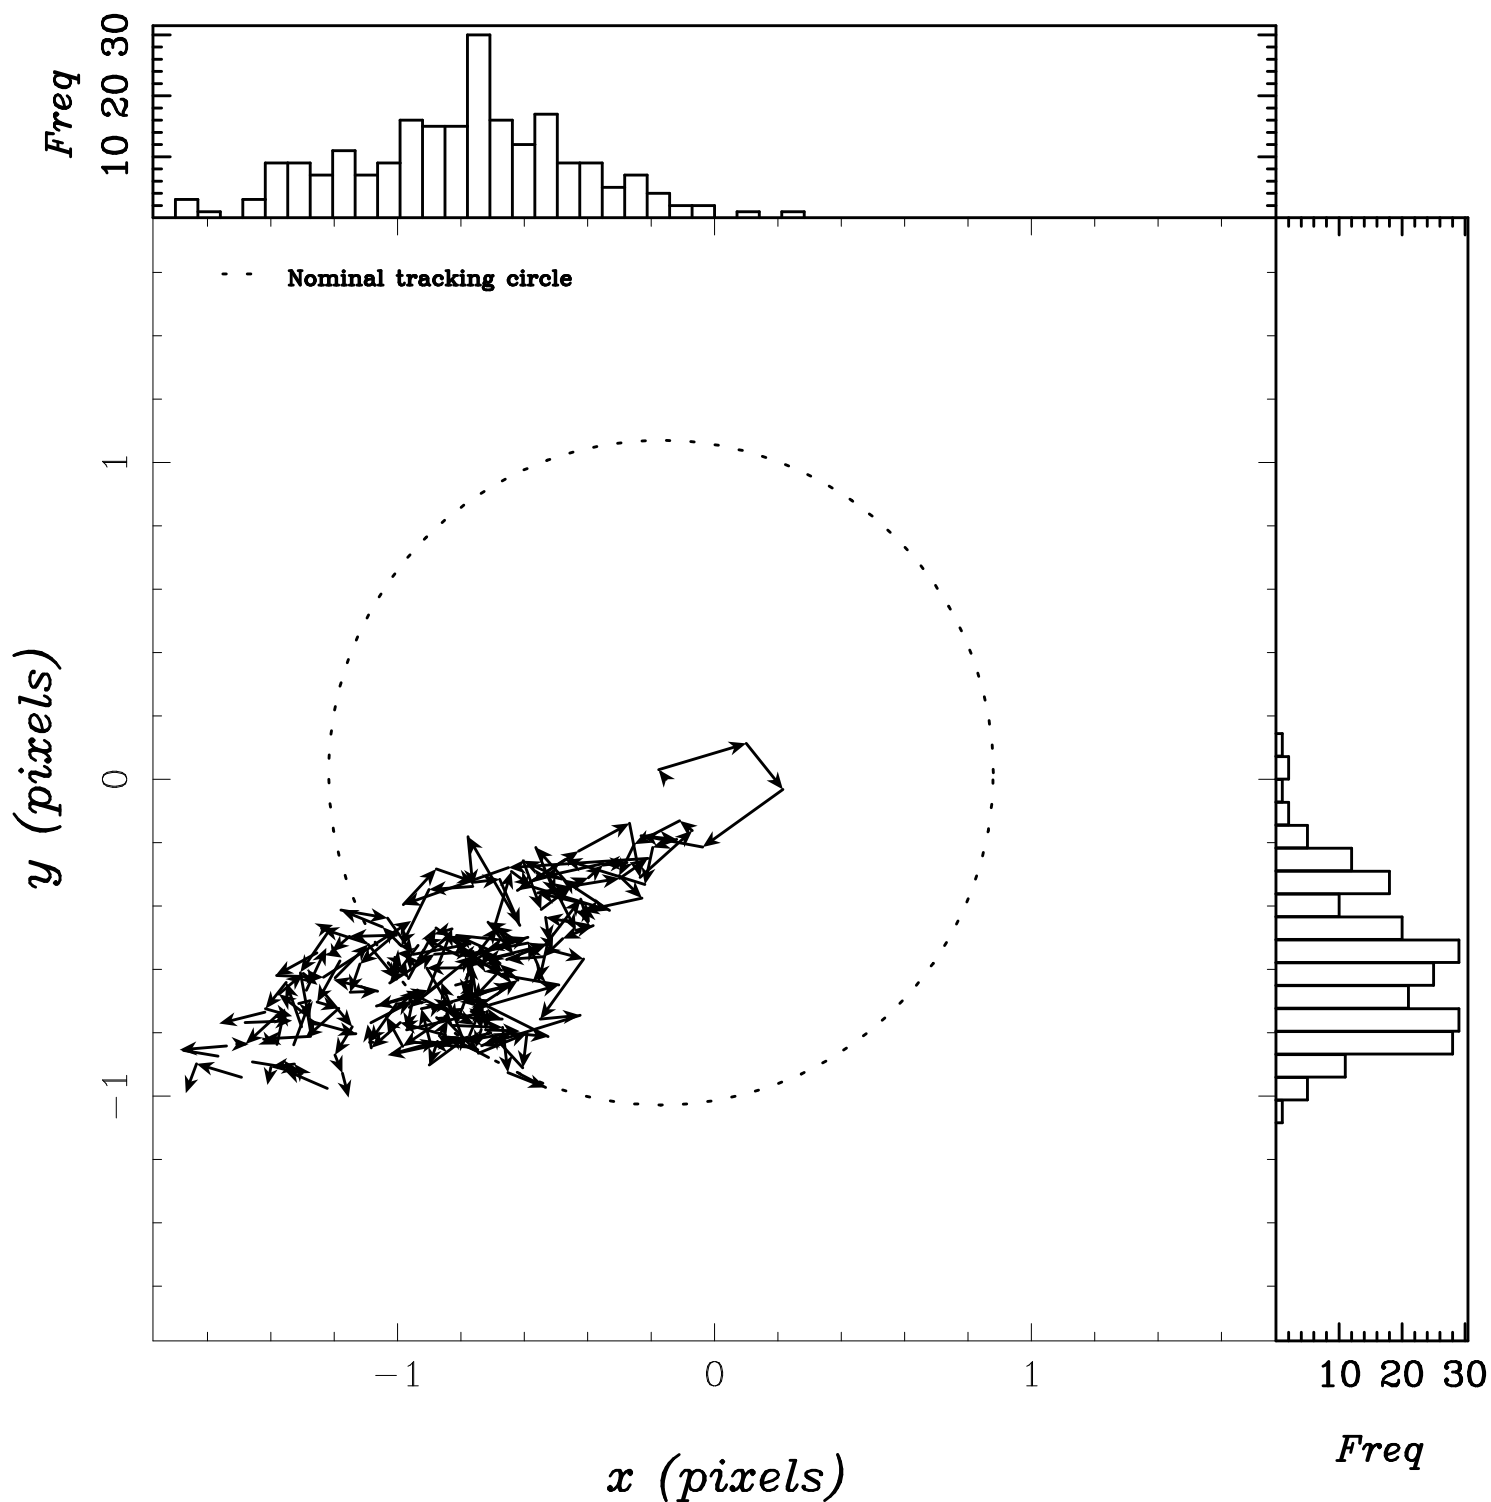 Freq
10 20 30
Nominal tracking circle
y (pixels)
1
0
−1
−1 0 1
x (pixels)
10 20 30
Freq